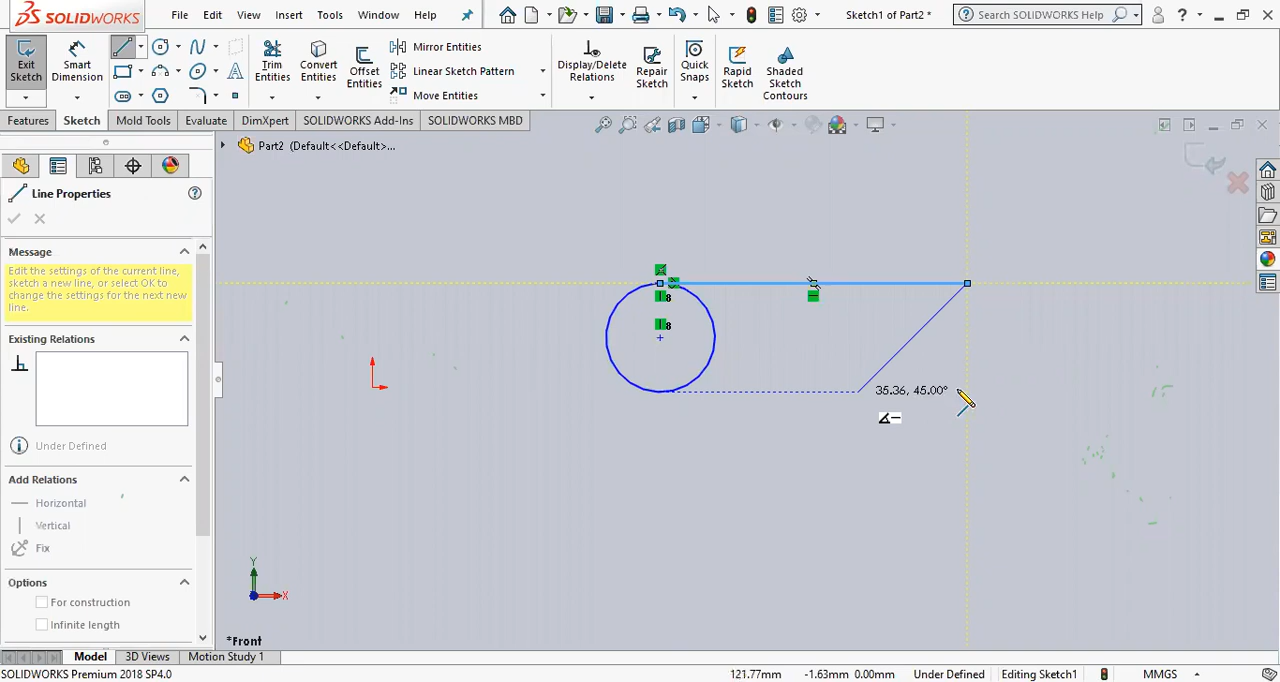 SOLIDWORKS
File
Edit
View
Insert
Tools
Window
Help
Sketch1 of Part2 *
Search SOLIDWORKS Help
Exit Sketch
Smart Dimension
Trim Entities
Convert Entities
Offset Entities
Mirror Entities
Linear Sketch Pattern
Move Entities
Display/Delete Relations
Repair Sketch
Quick Snaps
Rapid Sketch
Shaded Sketch Contours
Features
Sketch
Mold Tools
Evaluate
DimXpert
SOLIDWORKS Add-Ins
SOLIDWORKS MBD
Part2 (Default<<Default>...
Line Properties
Message
Edit the settings of the current line,
sketch a new line, or select OK to
change the settings for the next new
line.
Existing Relations
Under Defined
Add Relations
Horizontal
Vertical
Fix
Options
For construction
Infinite length
8
8
35.36, 45.00°
Y
X
*Front
Model
3D Views
Motion Study 1
SOLIDWORKS Premium 2018 SP4.0
121.77mm
-1.63mm 0.00mm
Under Defined
Editing Sketch1
MMGS